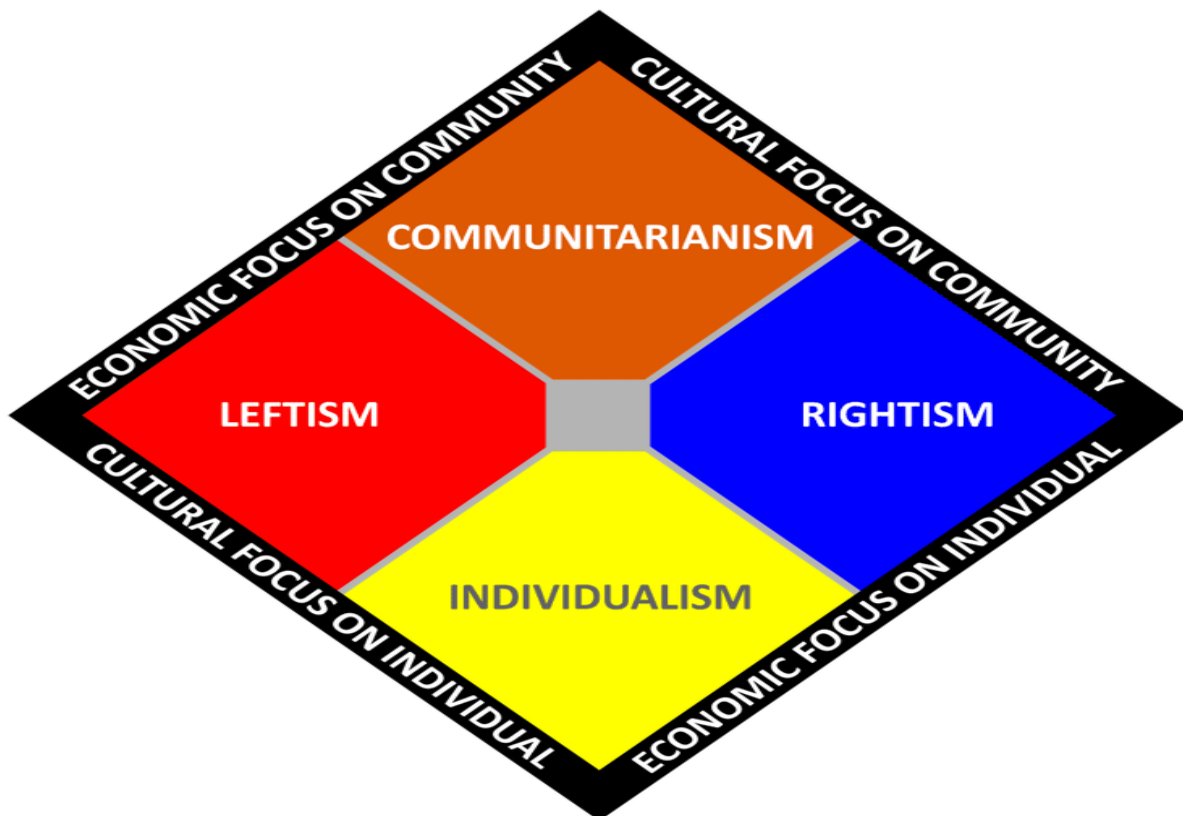 ECONOMIC FOCUS ON COMMUNITY
CULTURAL FOCUS ON COMMUNITY
COMMUNITARIANISM
LEFTISM
RIGHTISM
INDIVIDUALISM
CULTURAL FOCUS ON INDIVIDUAL
ECONOMIC FOCUS ON INDIVIDUAL